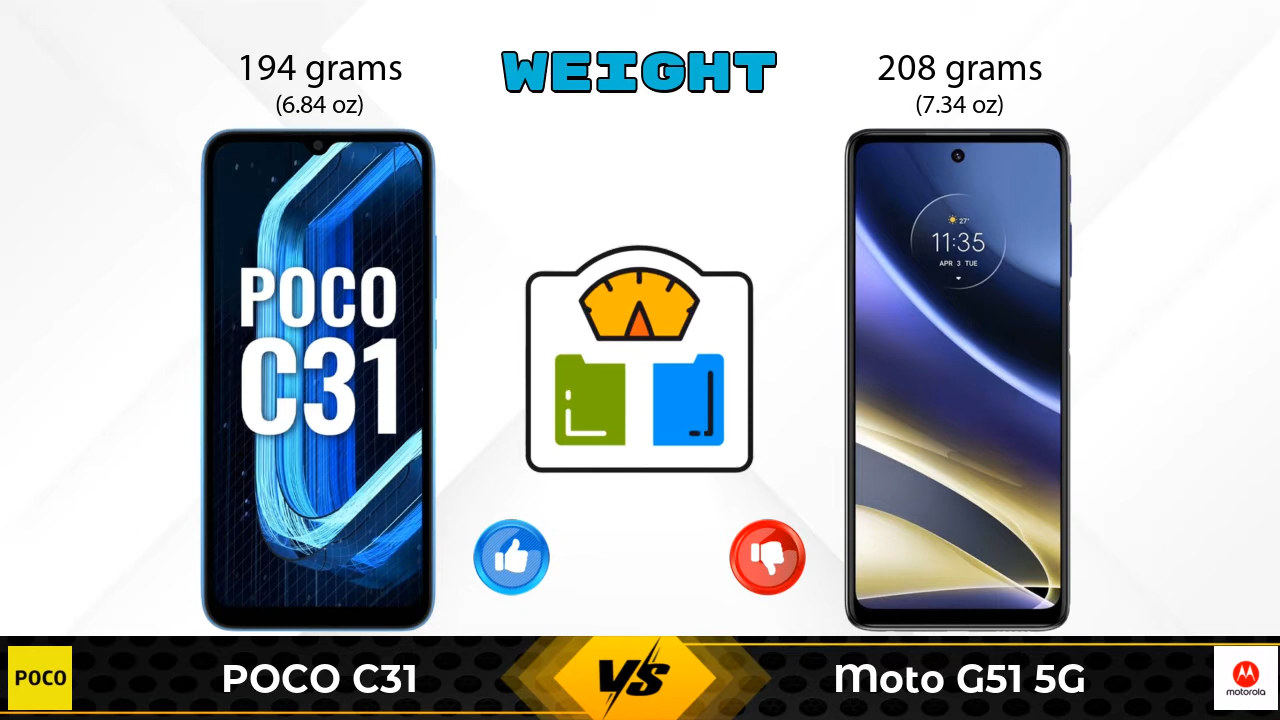 194 grams
(6.84 oz)
WEIGHT
208 grams
(7.34 oz)
POCO
C31
27°
11:35
APR 3 TUE
POCO
POCO C31
VS
Moto G51 5G
motorola